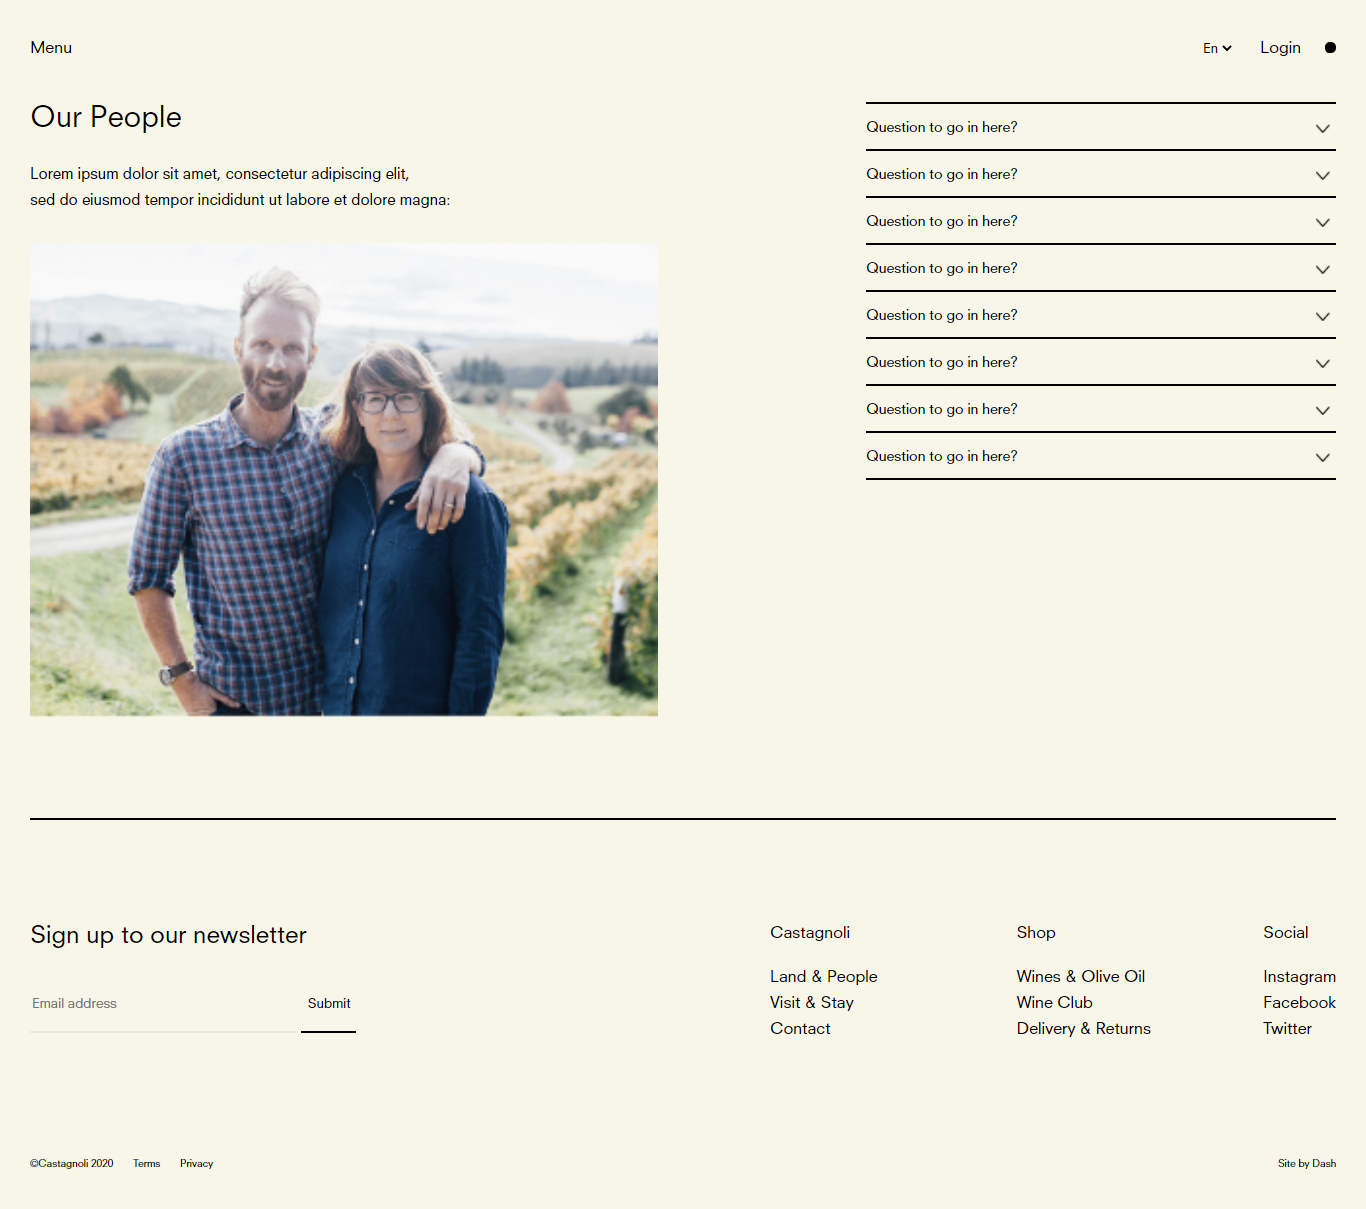 Menu
En
Login
Our People
Lorem ipsum dolor sit amet, consectetur adipiscing elit,
sed do eiusmod tempor incididunt ut labore et dolore magna:
Question to go in here?
Question to go in here?
Question to go in here?
Question to go in here?
Question to go in here?
Question to go in here?
Question to go in here?
Question to go in here?
Sign up to our newsletter
Email address
Submit
Castagnoli
Land & People
Visit & Stay
Contact
Shop
Wines & Olive Oil
Wine Club
Delivery & Returns
Social
Instagram
Facebook
Twitter
©Castagnoli 2020
Terms
Privacy
Site by Dash